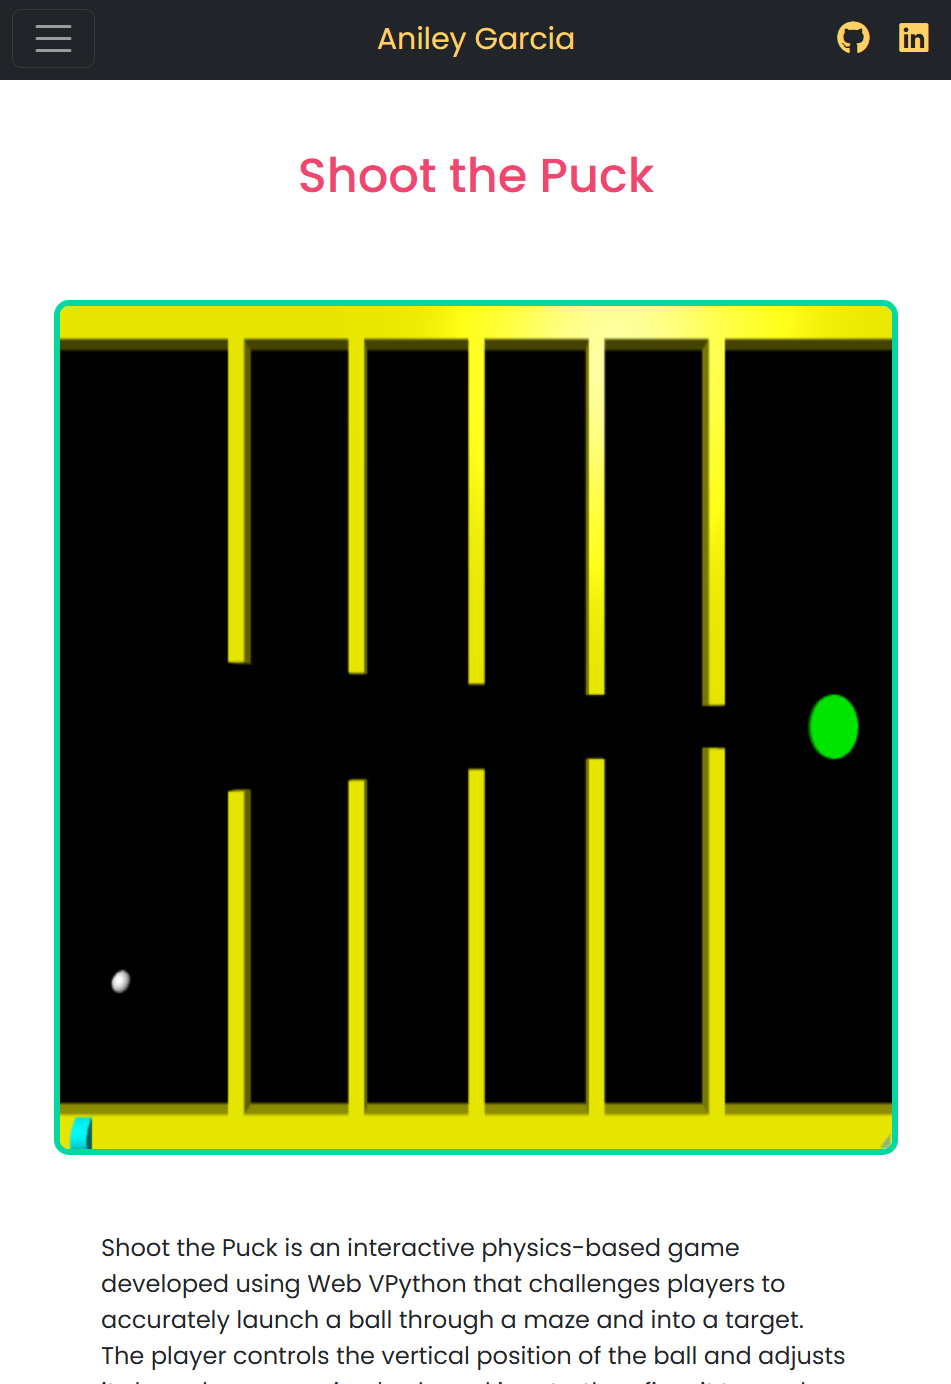 Aniley Garcia
in
Shoot the Puck
Shoot the Puck is an interactive physics-based game
developed using Web VPython that challenges players to
accurately launch a ball through a maze and into a target.
The player controls the vertical position of the ball and adjusts